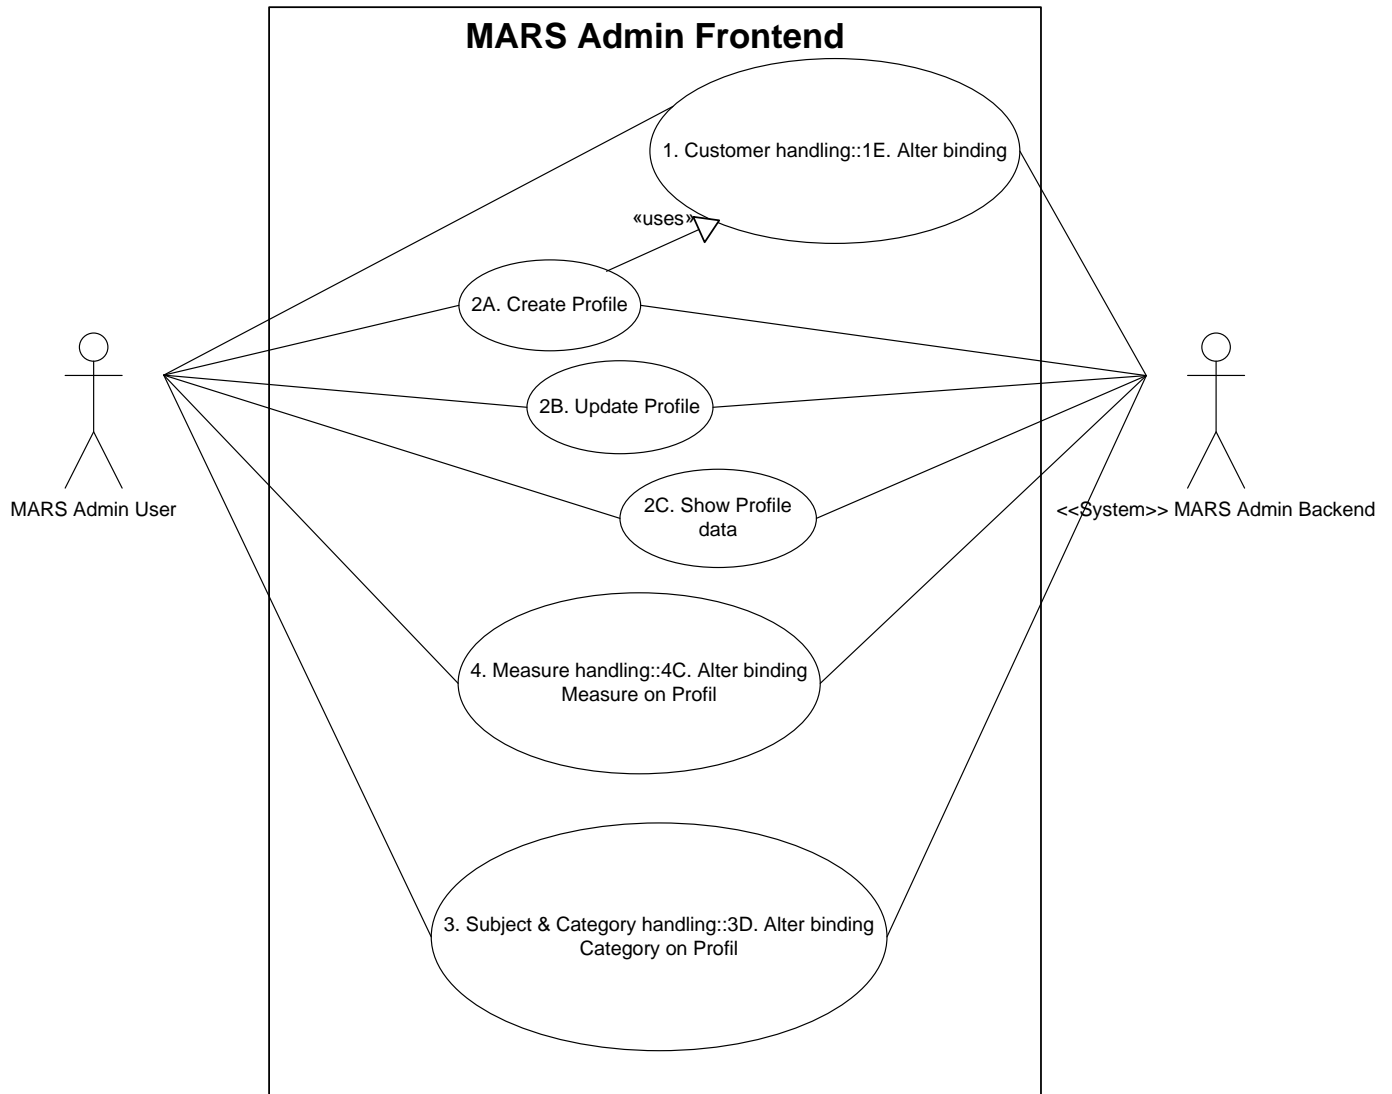 MARS Admin Frontend
1. Customer handling::1E. Alter binding
«uses»
2A. Create Profile
2B. Update Profile
MARS Admin User
2C. Show Profile
data
<<System>> MARS Admin Backend
4. Measure handling::4C. Alter binding
Measure on Profil
3. Subject & Category handling::3D. Alter binding
Category on Profil